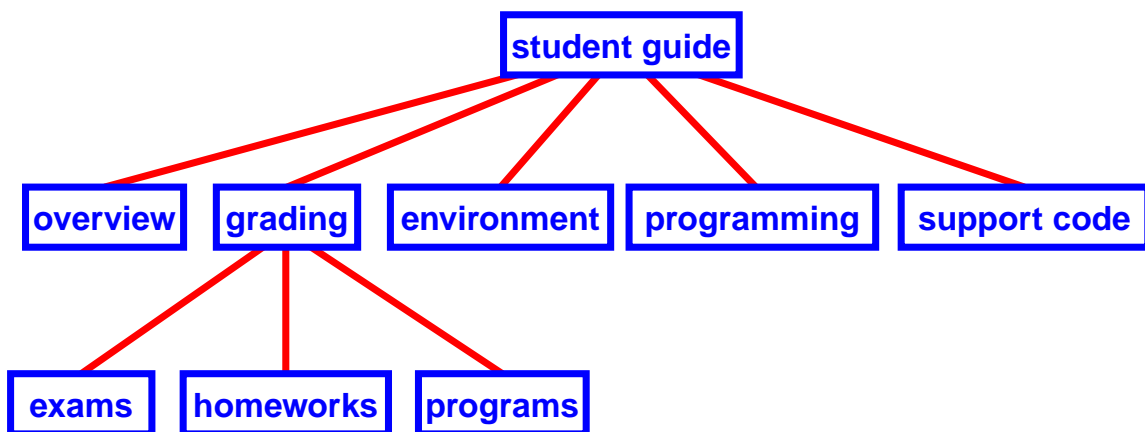 student guide
overview
grading
environment
programming
support code
exams
homeworks
programs